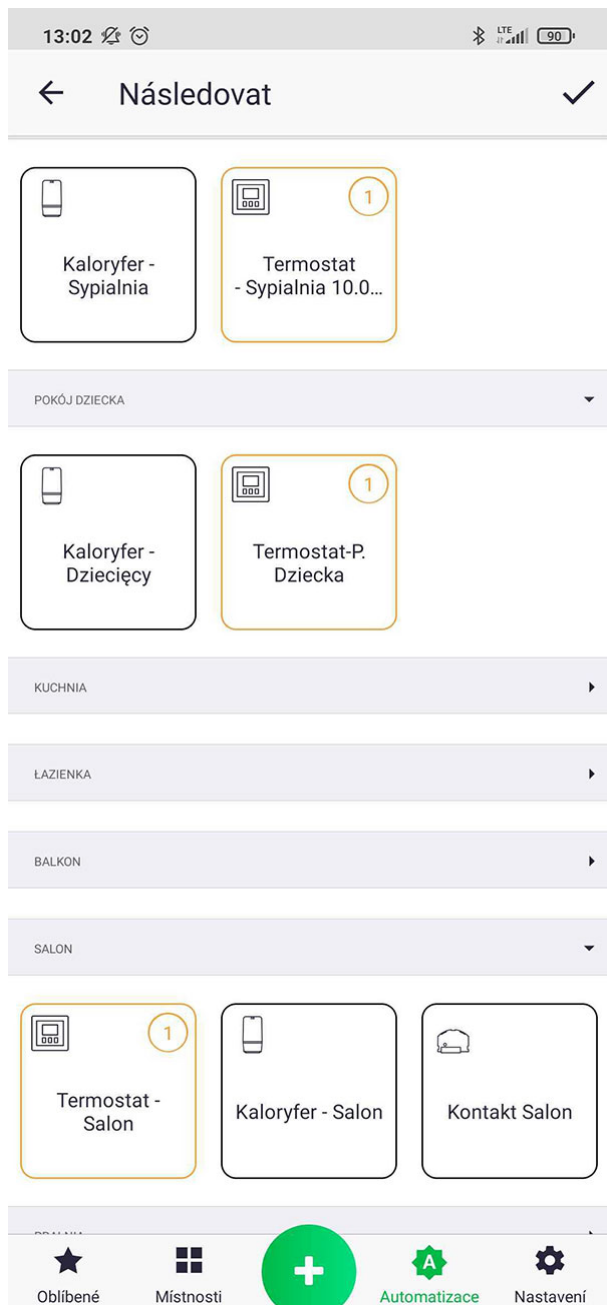 13:02
LTE
90
Následovat
1
Kaloryfer -
Sypialnia
Termostat
- Sypialnia 10.0...
POKÓJ DZIECKA
1
Kaloryfer -
Dziecięcy
Termostat-P.
Dziecka
KUCHNIA
ŁAZIENKA
BALKON
SALON
1
Termostat -
Salon
Kaloryfer - Salon
Kontakt Salon
A
Oblíbené
Místnosti
Automatizace
Nastavení